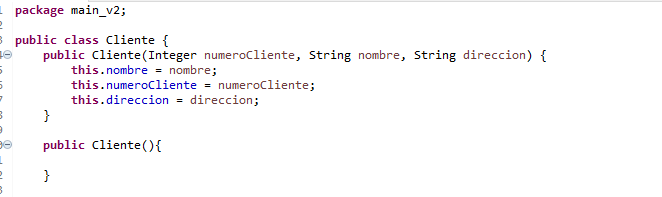 package main_v2;
public class Cliente {
public Cliente(Integer numeroCliente, String nombre, String direccion) {
this.nombre = nombre;
this.numeroCliente = numeroCliente;
this.direccion = direccion;
}
public Cliente(){
}